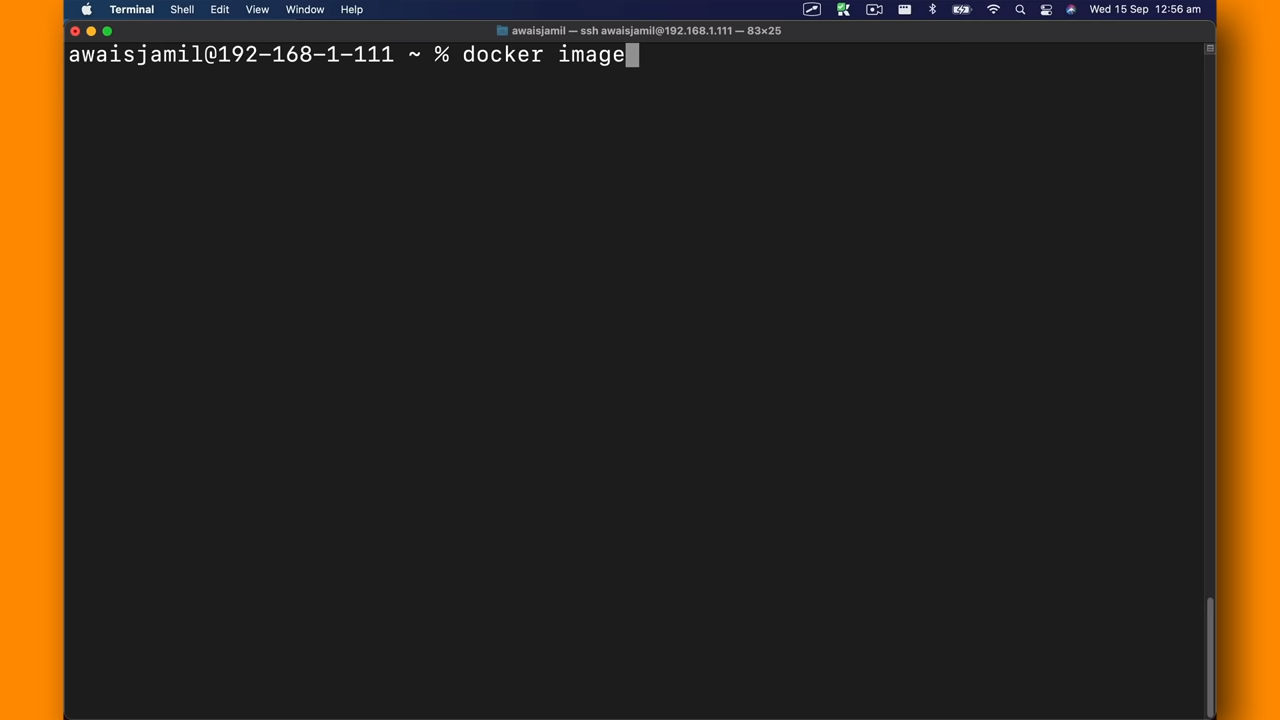 Terminal Shell Edit View Window Help Wed 15 Sep 12:56 am
awaisjamil — ssh awaisjamil@192.168.1.111 — 83×25
awaisjamil@192-168-1-111 ~ % docker image